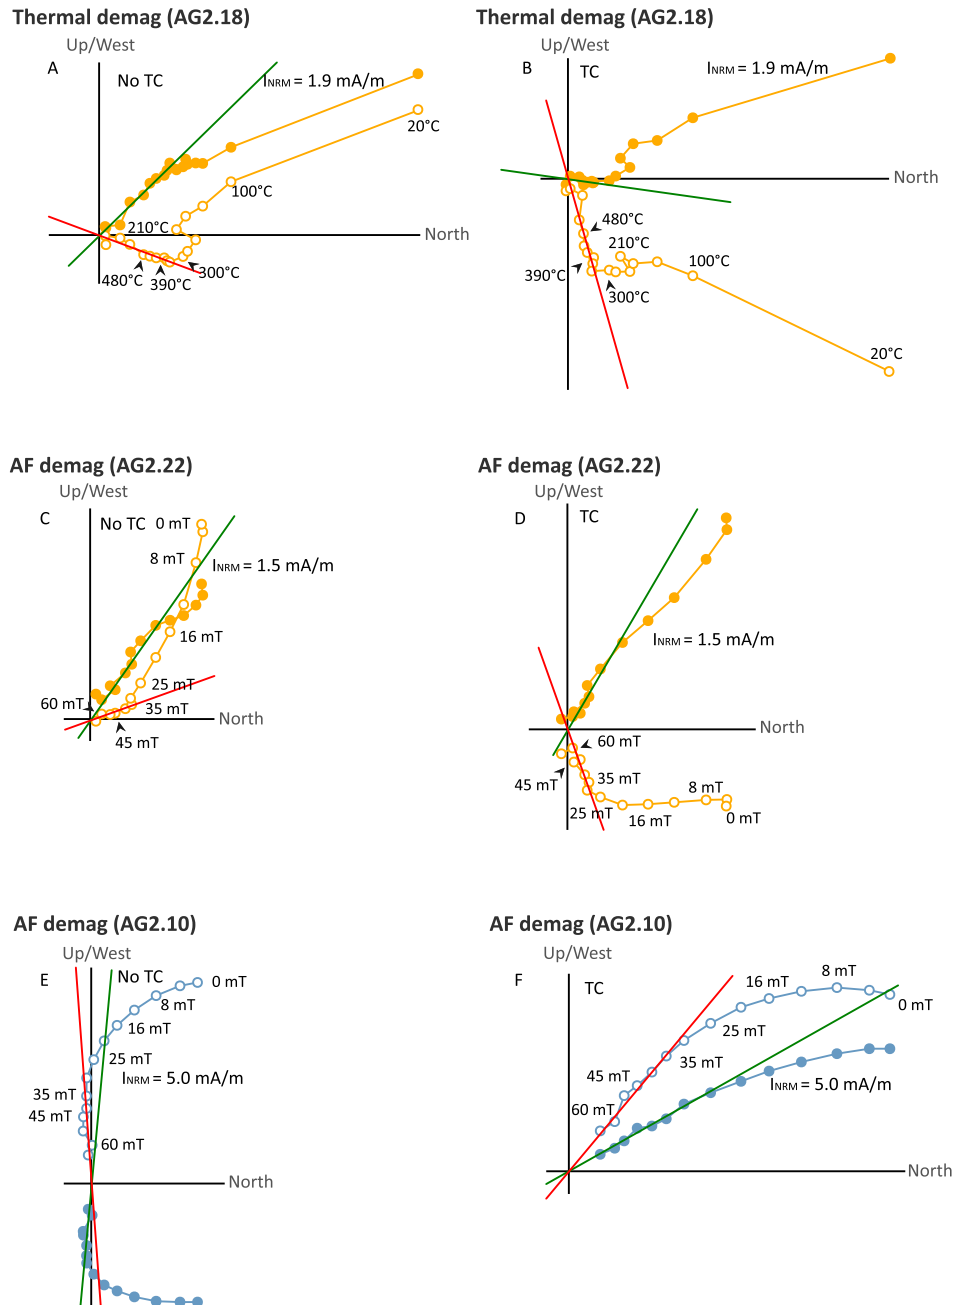 Thermal demag (AG2.18)
Up/West
A
No TC
INRM = 1.9 mA/m
20°C
100°C
210°C
North
480°C
390°C
300°C
Thermal demag (AG2.18)
Up/West
B
TC
INRM = 1.9 mA/m
North
480°C
210°C
390°C
100°C
300°C
20°C
AF demag (AG2.22)
Up/West
C
No TC
0 mT
8 mT
INRM = 1.5 mA/m
16 mT
25 mT
60 mT
35 mT
North
45 mT
AF demag (AG2.22)
Up/West
D
TC
INRM = 1.5 mA/m
North
60 mT
45 mT
35 mT
8 mT
25 mT
16 mT
0 mT
AF demag (AG2.10)
Up/West
E
No TC
0 mT
8 mT
16 mT
25 mT
INRM = 5.0 mA/m
35 mT
45 mT
60 mT
North
AF demag (AG2.10)
Up/West
F
TC
16 mT
8 mT
0 mT
25 mT
35 mT
45 mT
INRM = 5.0 mA/m
60 mT
North